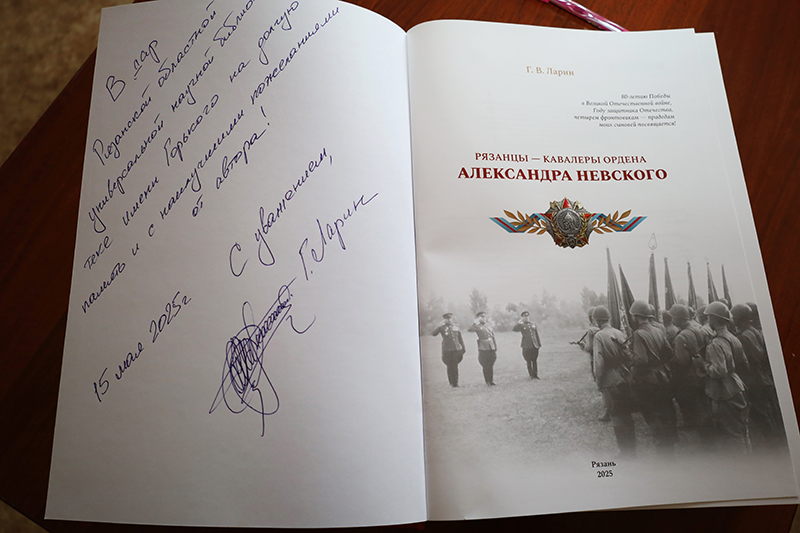 В дар
Рязанской областной
универсальной научной библио
теке имени Горького на долгую
память и с наилучшими пожеланиями
от автора!
С уважением,
Г. Ларин
15 мая 2025г
Г. В. Ларин
80-летию Победы
в Великой Отечественной войне,
Году защитника Отечества,
четырем фронтовикам — прадедам
моих сыновей посвящается!
РЯЗАНЦЫ — КАВАЛЕРЫ ОРДЕНА
АЛЕКСАНДРА НЕВСКОГО
Рязань
2025